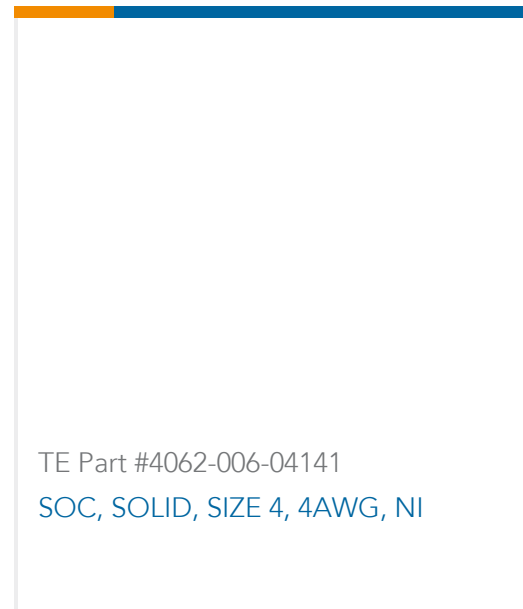 TE Part #4062-006-04141
SOC, SOLID, SIZE 4, 4AWG, NI